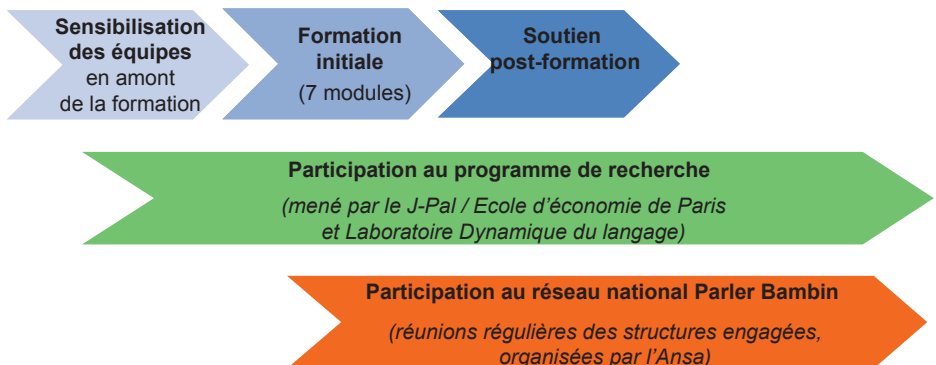 Sensibilisation
des équipes
en amont
de la formation
Formation
initiale
(7 modules)
Soutien
post-formation
Participation au programme de recherche
(mené par le J-Pal / Ecole d’économie de Paris
et Laboratoire Dynamique du langage)
Participation au réseau national Parler Bambin
(réunions régulières des structures engagées,
organisées par l’Ansa)